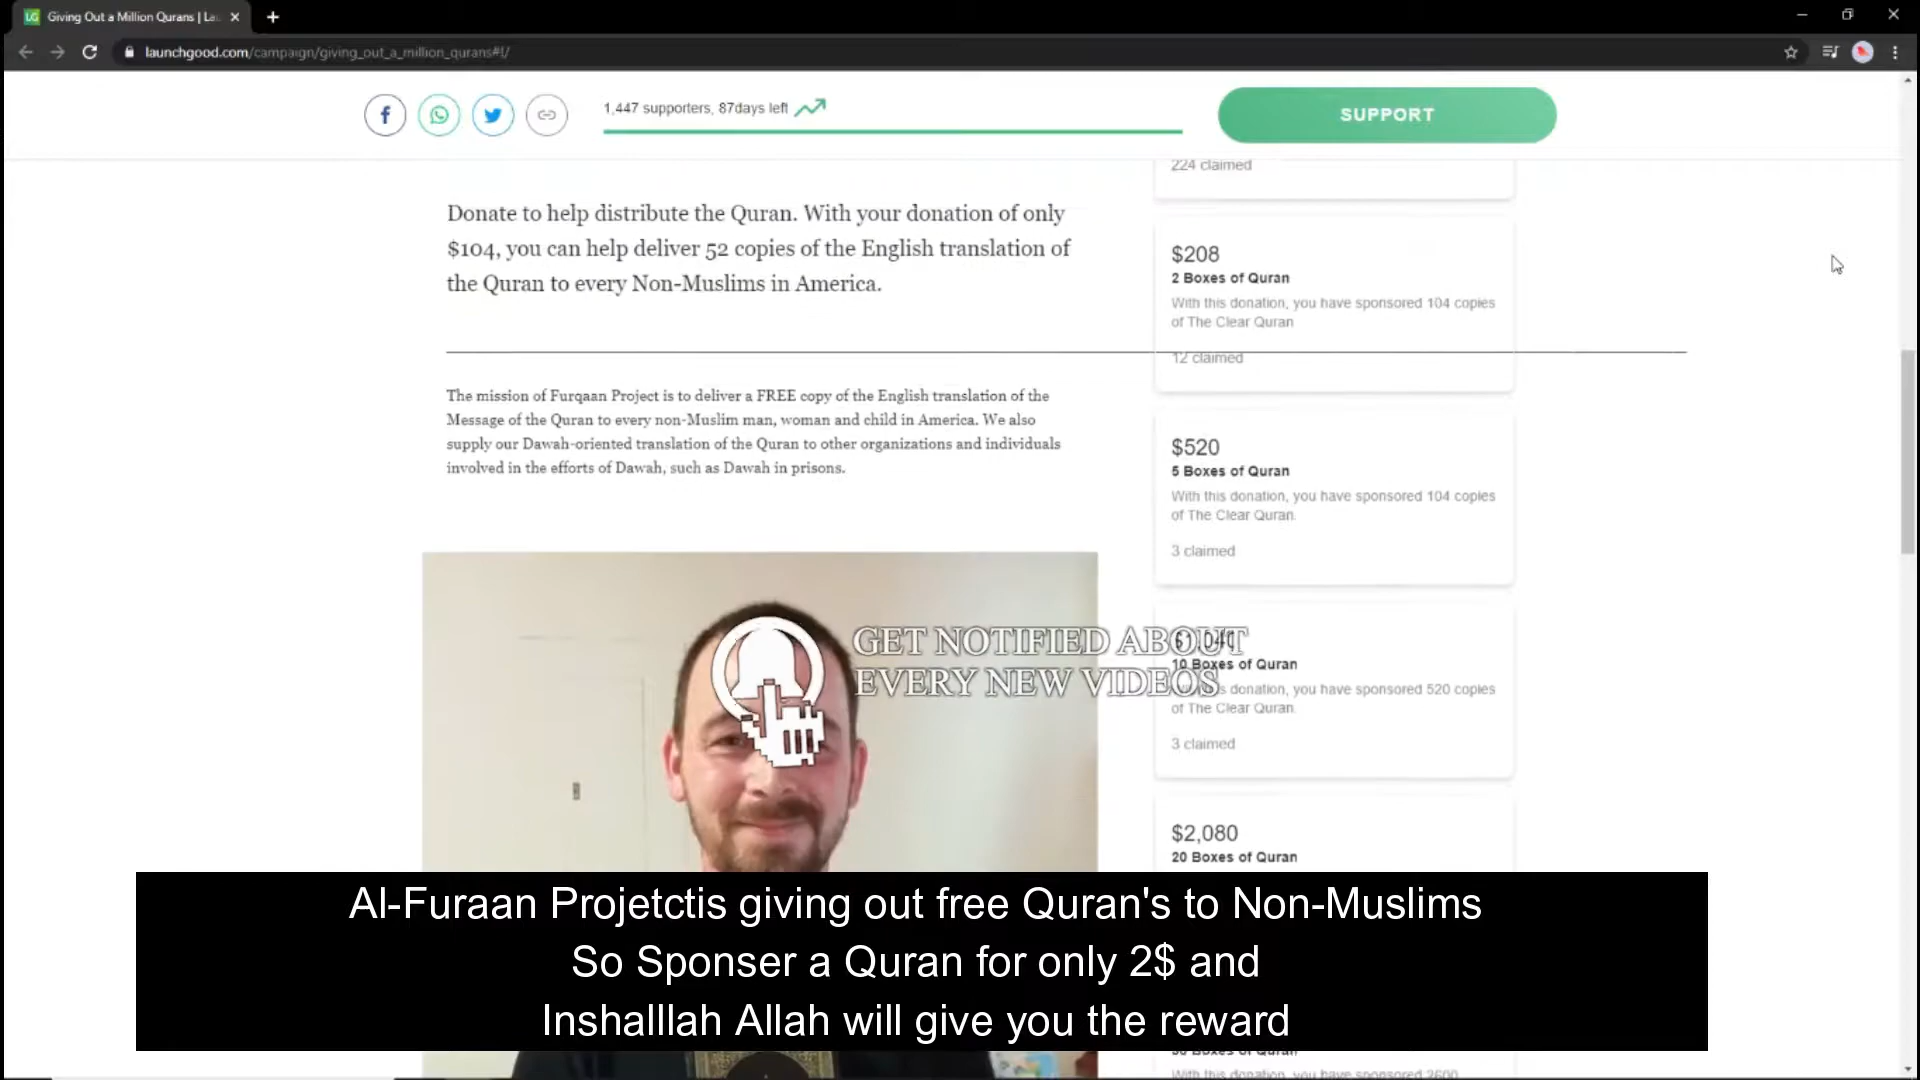 Giving Out a Million Qurans | La
launchgood.com/campaign/giving_out_a_million_qurans#!/
1,447 supporters, 87days left
SUPPORT
224 claimed
Donate to help distribute the Quran. With your donation of only
$104, you can help deliver 52 copies of the English translation of
the Quran to every Non-Muslims in America.
$208
2 Boxes of Quran
With this donation, you have sponsored 104 copies
of The Clear Quran
12 claimed
The mission of Furqaan Project is to deliver a FREE copy of the English translation of the
Message of the Quran to every non-Muslim man, woman and child in America. We also
supply our Dawah-oriented translation of the Quran to other organizations and individuals
involved in the efforts of Dawah, such as Dawah in prisons.
$520
5 Boxes of Quran
With this donation, you have sponsored 104 copies
of The Clear Quran.
3 claimed
GET NOTIFIED ABOUT
EVERY NEW VIDEOS
$1,040
10 Boxes of Quran
donation, you have sponsored 520 copies
of The Clear Quran.
3 claimed
$2,080
20 Boxes of Quran
Al-Furaan Projetctis giving out free Quran's to Non-Muslims
So Sponser a Quran for only 2$ and
Inshalllah Allah will give you the reward
With this donation, you have sponsored 2600